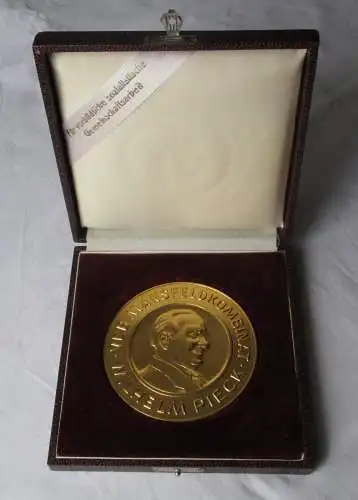 Für vorbildliche sozialistische
Gemeinschaftsarbeit
VEB MANSFELDKOMBINAT
WILHELM PIECK